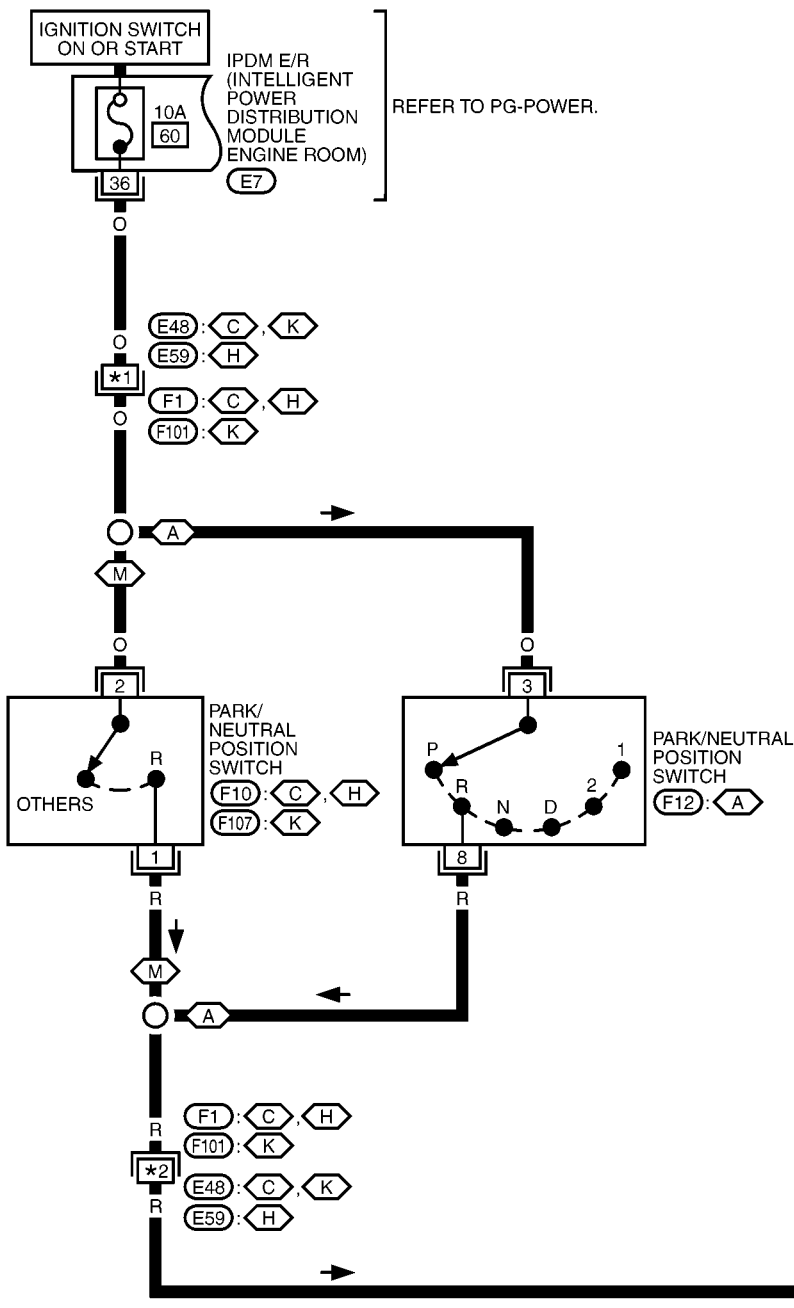 IGNITION SWITCH
ON OR START
IPDM E/R
(INTELLIGENT
POWER
DISTRIBUTION
MODULE
ENGINE ROOM)
E7
REFER TO PG-POWER.
10A
60
36
O
O
E48 : C , K
E59 : H
*1
F1 : C , H
F101 : K
O
A
M
O
O
2
3
PARK/
NEUTRAL
POSITION
SWITCH
F10 : C , H
F107 : K
OTHERS
R
P
R
N
D
2
1
PARK/NEUTRAL
POSITION
SWITCH
F12 : A
1
8
R
R
M
A
F1 : C , H
F101 : K
R
*2
E48 : C , K
E59 : H
R